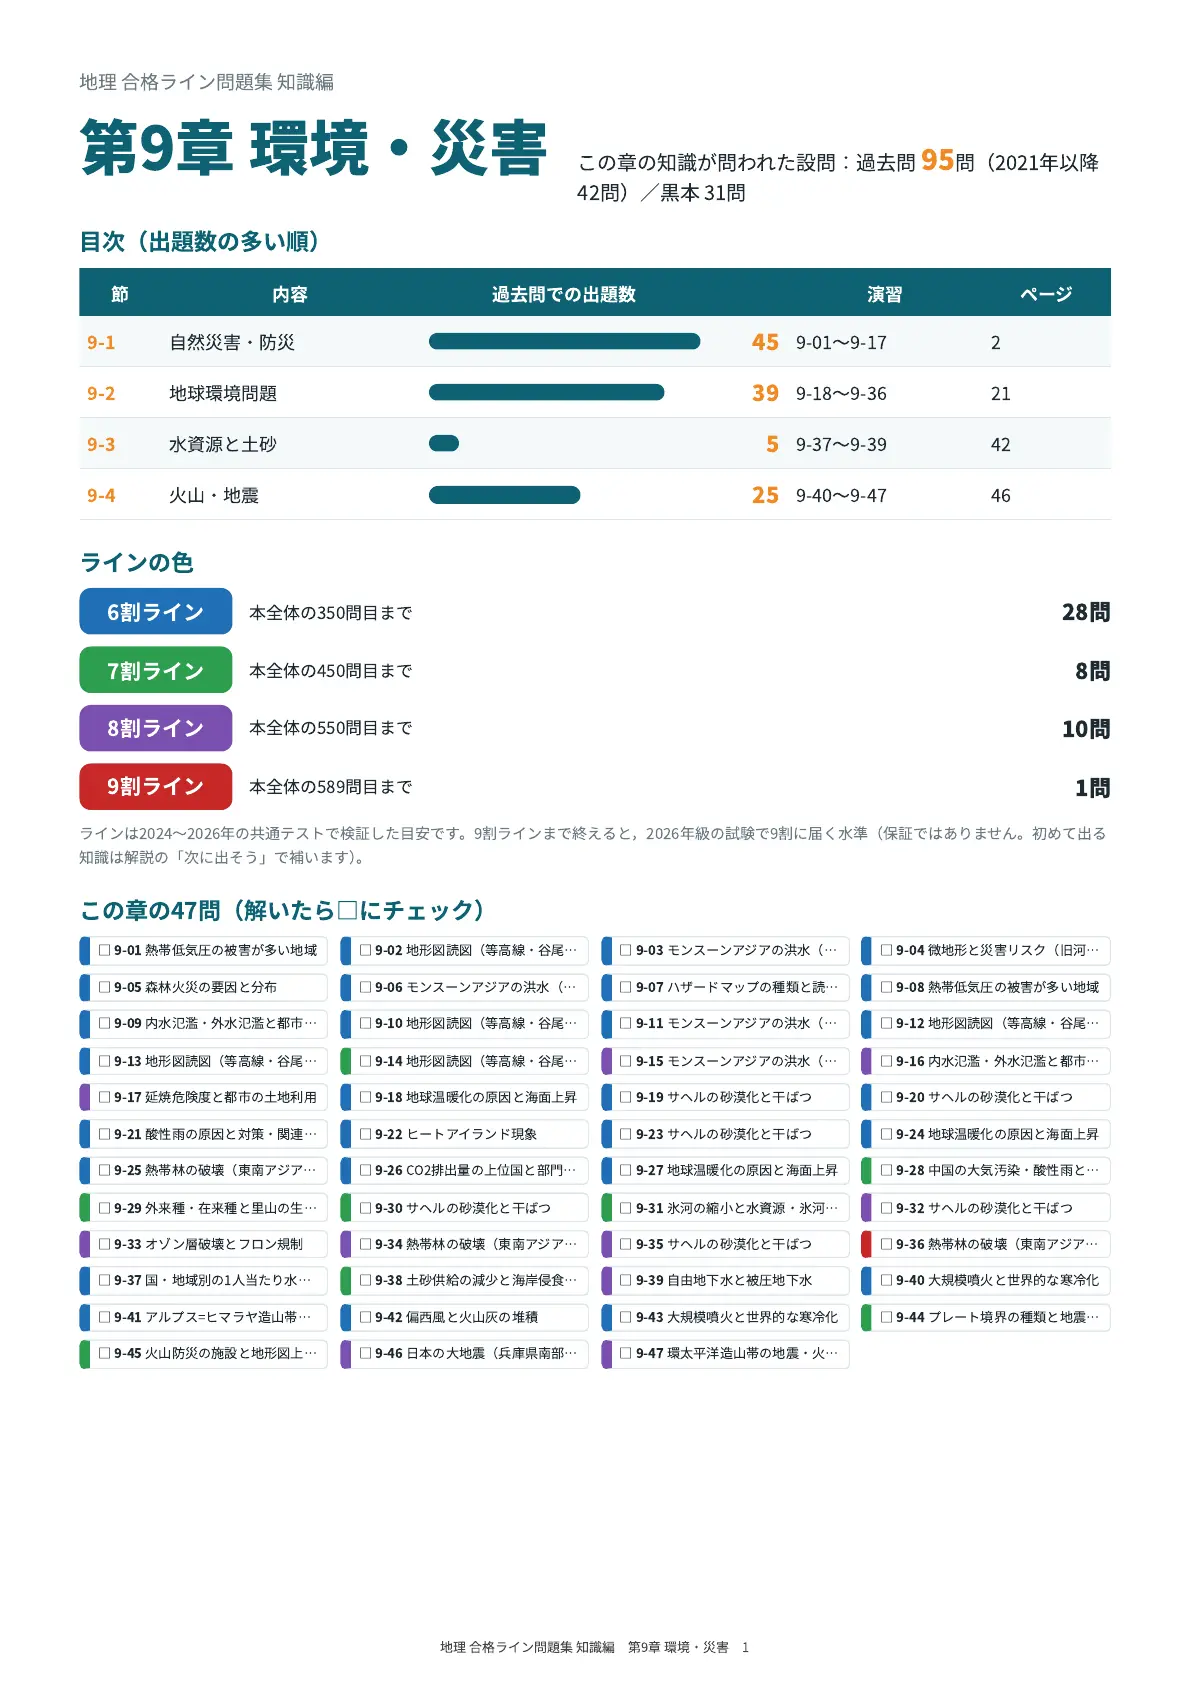 地理 合格ライン問題集 知識編
第9章 環境・災害
この章の知識が問われた設問：過去問 95問（2021年以降
42問）／黒本 31問
目次（出題数の多い順）
節 内容 過去問での出題数 演習 ページ
9-1 自然災害・防災 45 9-01〜9-17 2
9-2 地球環境問題 39 9-18〜9-36 21
9-3 水資源と土砂 5 9-37〜9-39 42
9-4 火山・地震 25 9-40〜9-47 46
ラインの色
6割ライン 本全体の350問目まで 28問
7割ライン 本全体の450問目まで 8問
8割ライン 本全体の550問目まで 10問
9割ライン 本全体の589問目まで 1問
ラインは2024〜2026年の共通テストで検証した目安です。9割ラインまで終えると，2026年級の試験で9割に届く水準（保証ではありません。初めて出る
知識は解説の「次に出そう」で補います）。
この章の47問（解いたら□にチェック）
□ 9-01 熱帯低気圧の被害が多い地域 □ 9-02 地形図読図（等高線・谷尾… □ 9-03 モンスーンアジアの洪水（… □ 9-04 微地形と災害リスク（旧河…
□ 9-05 森林火災の要因と分布 □ 9-06 モンスーンアジアの洪水（… □ 9-07 ハザードマップの種類と読… □ 9-08 熱帯低気圧の被害が多い地域
□ 9-09 内水氾濫・外水氾濫と都市… □ 9-10 地形図読図（等高線・谷尾… □ 9-11 モンスーンアジアの洪水（… □ 9-12 地形図読図（等高線・谷尾…
□ 9-13 地形図読図（等高線・谷尾… □ 9-14 地形図読図（等高線・谷尾… □ 9-15 モンスーンアジアの洪水（… □ 9-16 内水氾濫・外水氾濫と都市…
□ 9-17 延焼危険度と都市の土地利用 □ 9-18 地球温暖化の原因と海面上昇 □ 9-19 サヘルの砂漠化と干ばつ □ 9-20 サヘルの砂漠化と干ばつ
□ 9-21 酸性雨の原因と対策・関連… □ 9-22 ヒートアイランド現象 □ 9-23 サヘルの砂漠化と干ばつ □ 9-24 地球温暖化の原因と海面上昇
□ 9-25 熱帯林の破壊（東南アジア… □ 9-26 CO2排出量の上位国と部門… □ 9-27 地球温暖化の原因と海面上昇 □ 9-28 中国の大気汚染・酸性雨と…
□ 9-29 外来種・在来種と里山の生… □ 9-30 サヘルの砂漠化と干ばつ □ 9-31 氷河の縮小と水資源・氷河… □ 9-32 サヘルの砂漠化と干ばつ
□ 9-33 オゾン層破壊とフロン規制 □ 9-34 熱帯林の破壊（東南アジア… □ 9-35 サヘルの砂漠化と干ばつ □ 9-36 熱帯林の破壊（東南アジア…
□ 9-37 国・地域別の1人当たり水… □ 9-38 土砂供給の減少と海岸侵食… □ 9-39 自由地下水と被圧地下水 □ 9-40 大規模噴火と世界的な寒冷化
□ 9-41 アルプス=ヒマラヤ造山帯… □ 9-42 偏西風と火山灰の堆積 □ 9-43 大規模噴火と世界的な寒冷化 □ 9-44 プレート境界の種類と地震…
□ 9-45 火山防災の施設と地形図上… □ 9-46 日本の大地震（兵庫県南部… □ 9-47 環太平洋造山帯の地震・火…
地理 合格ライン問題集 知識編 第9章 環境・災害 1